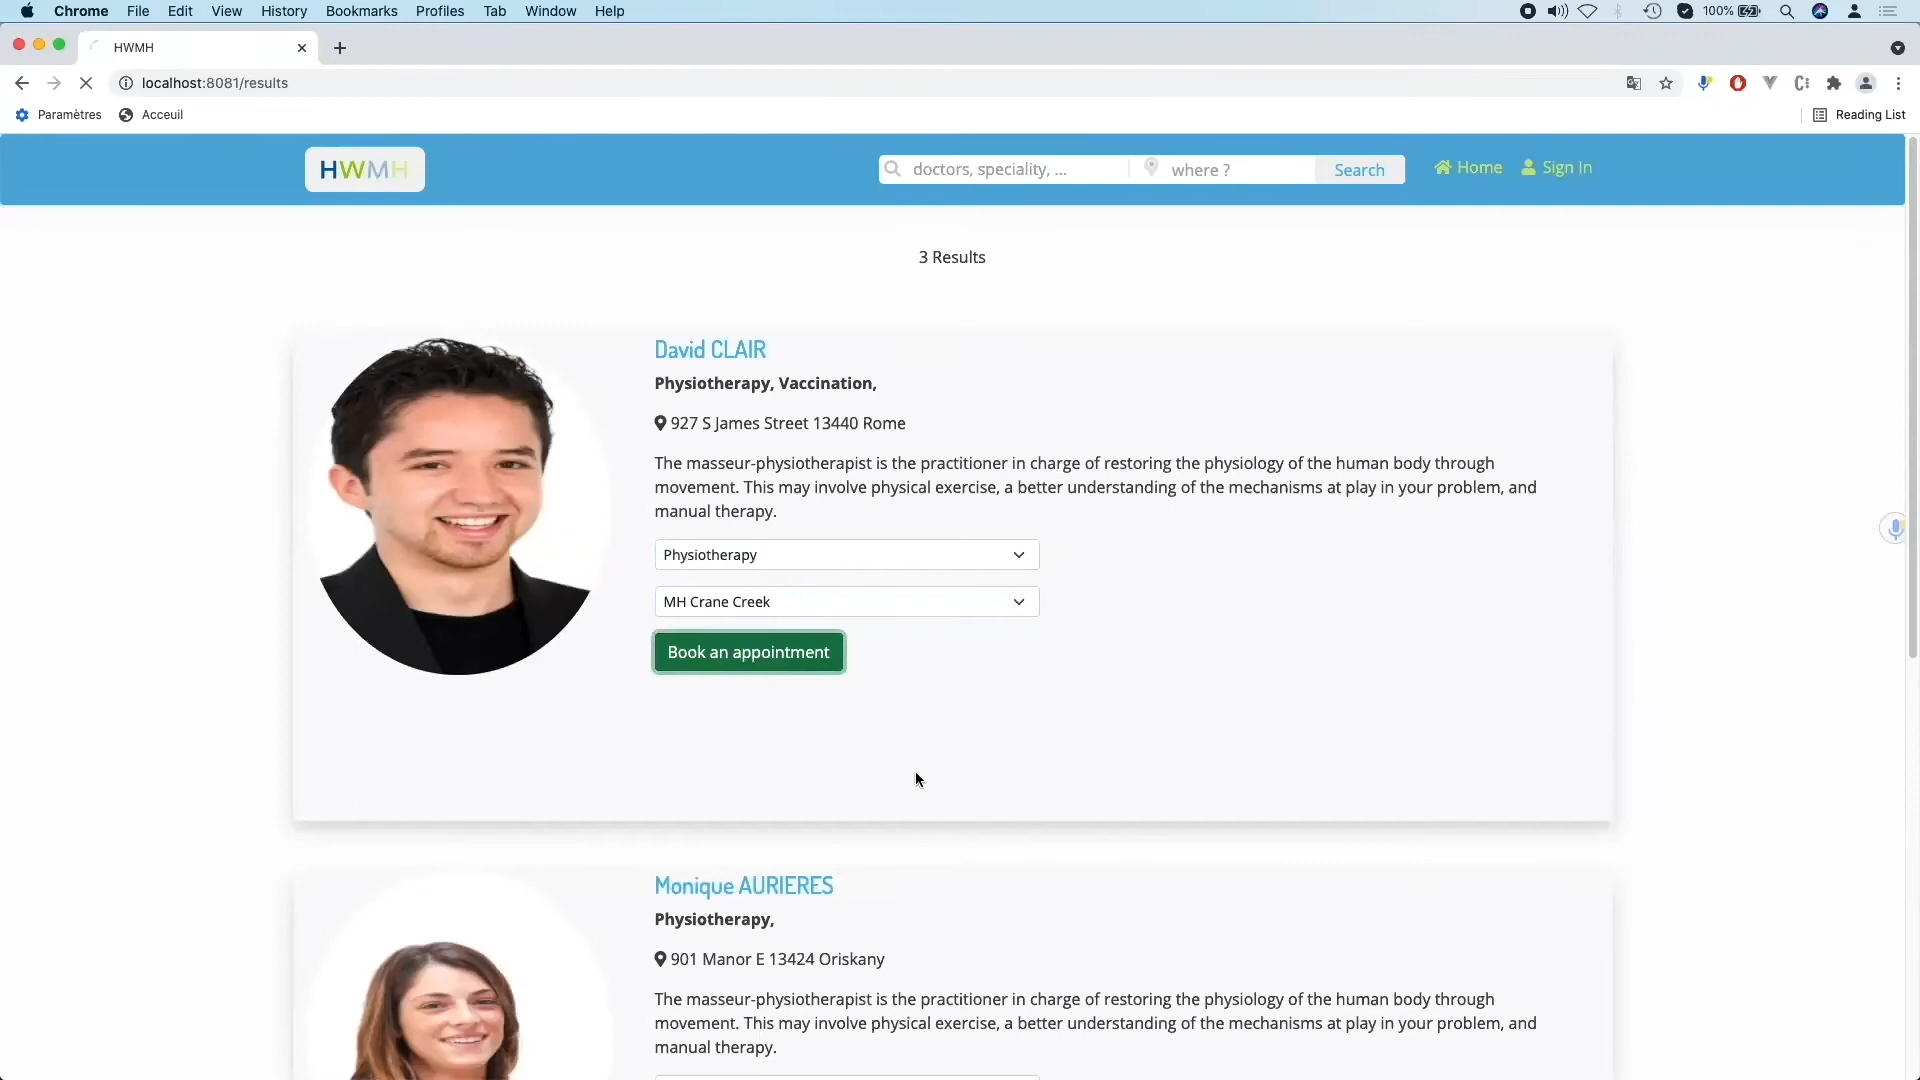 Chrome File Edit View History Bookmarks Profiles Tab Window Help 100%
HWMH
localhost:8081/results
Paramètres Acceuil Reading List
HWMH doctors, speciality, ... where ? Search Home Sign In
3 Results
David CLAIR
Physiotherapy, Vaccination,
927 S James Street 13440 Rome
The masseur-physiotherapist is the practitioner in charge of restoring the physiology of the human body through
movement. This may involve physical exercise, a better understanding of the mechanisms at play in your problem, and
manual therapy.
Physiotherapy
MH Crane Creek
Book an appointment
Monique AURIERES
Physiotherapy,
901 Manor E 13424 Oriskany
The masseur-physiotherapist is the practitioner in charge of restoring the physiology of the human body through
movement. This may involve physical exercise, a better understanding of the mechanisms at play in your problem, and
manual therapy.